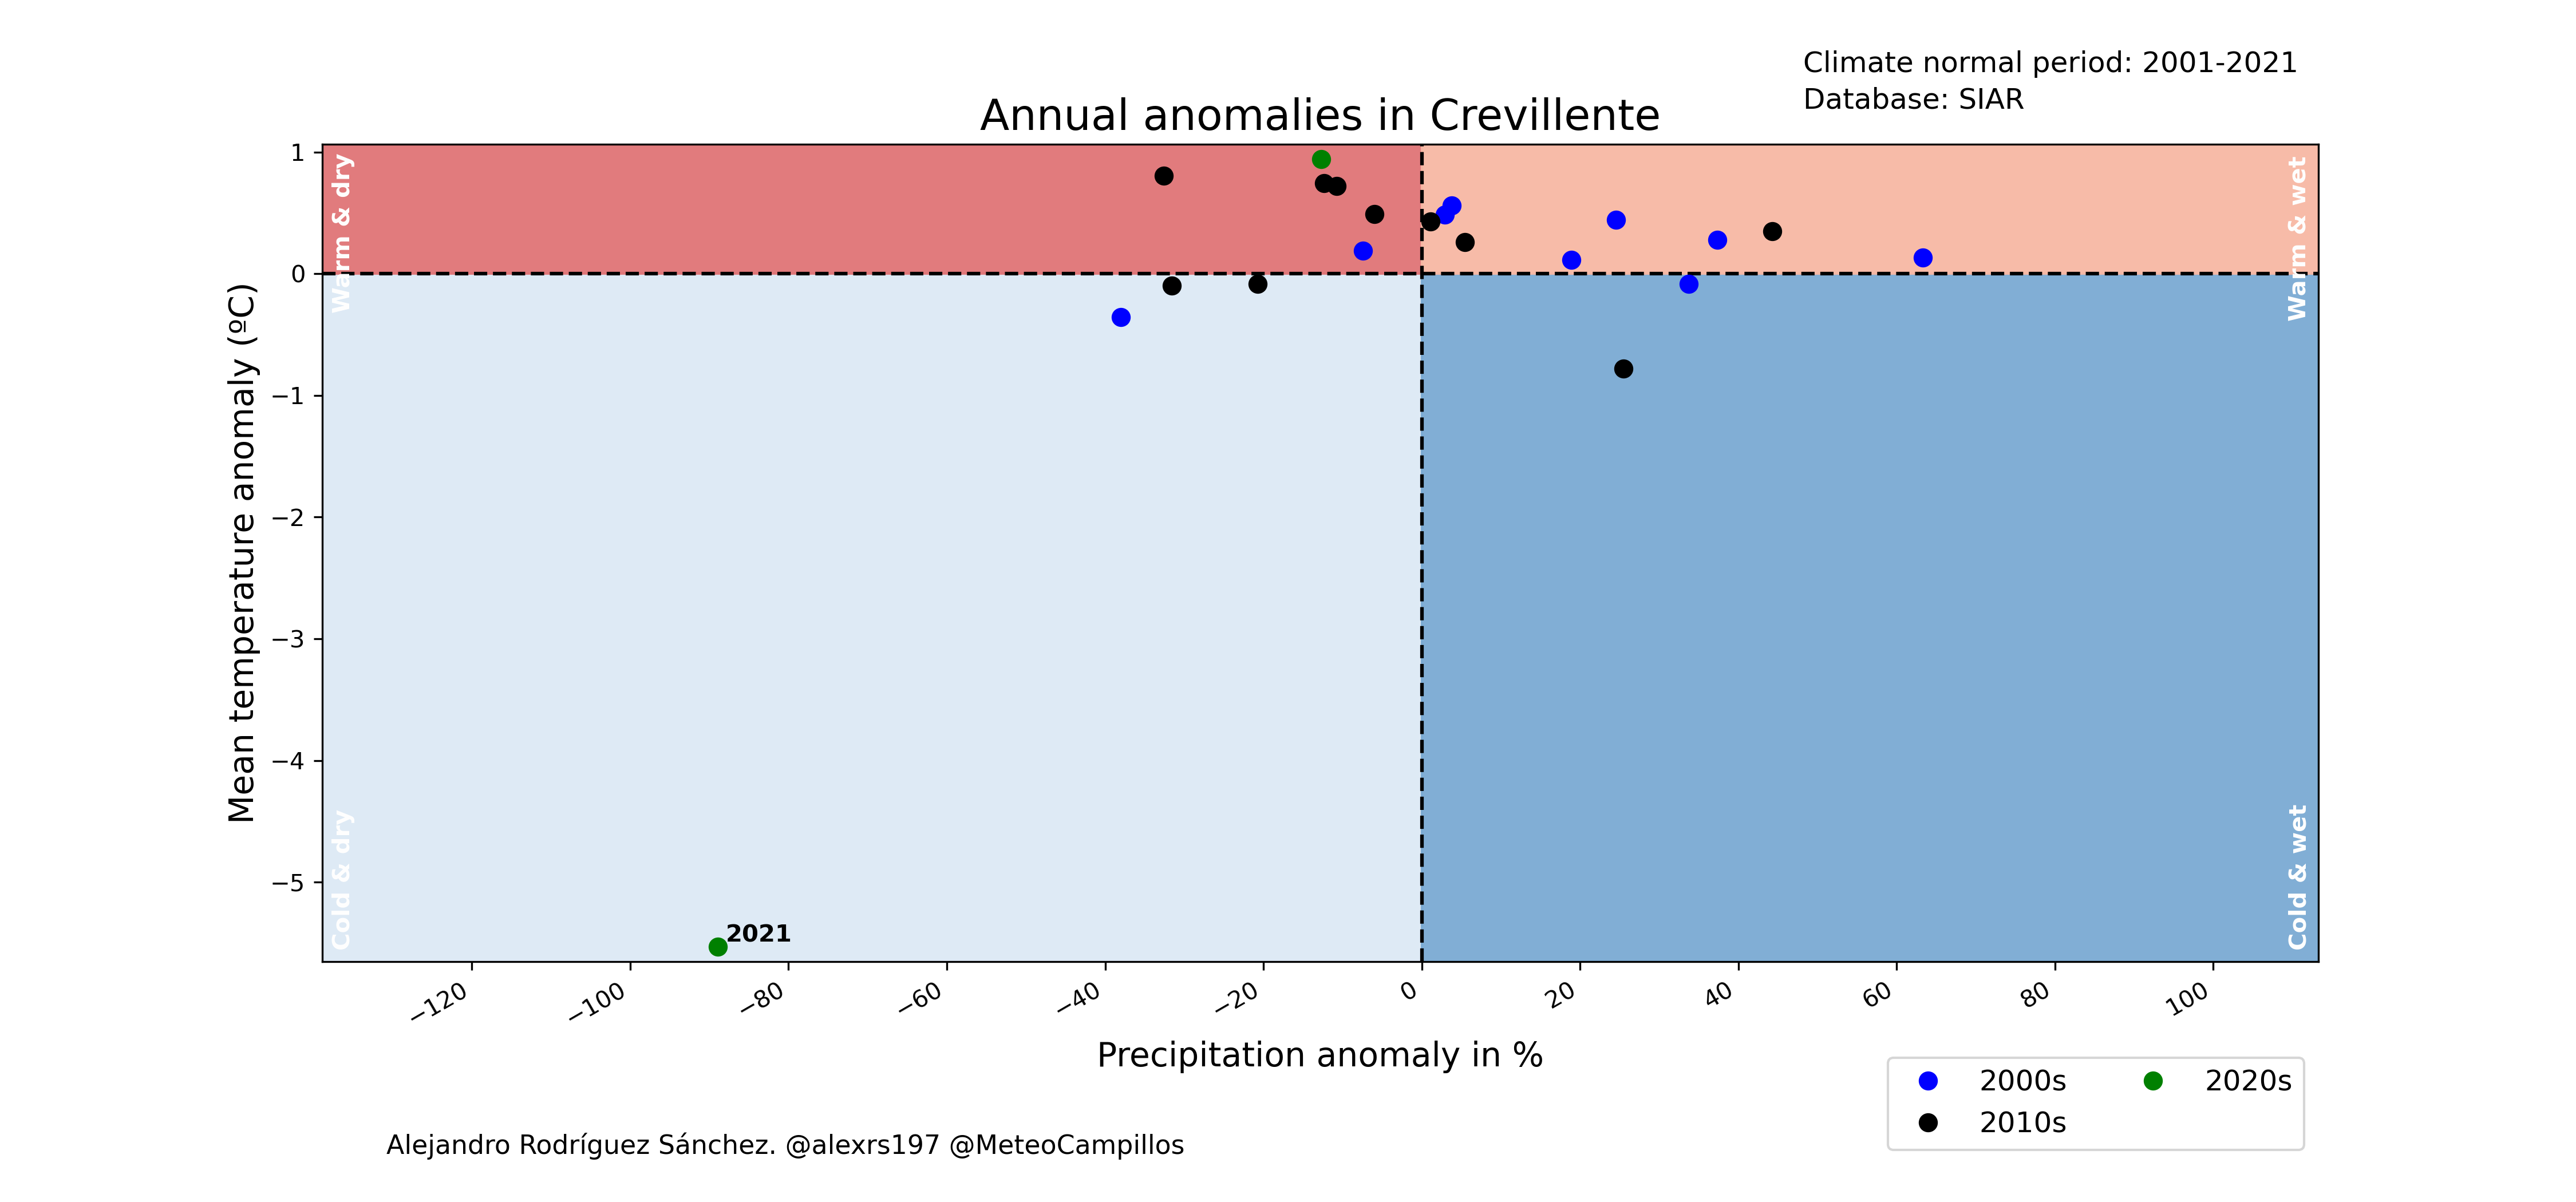 Climate normal period: 2001-2021
Database: SIAR
Annual anomalies in Crevillente
Mean temperature anomaly (ºC)
1
0
−1
−2
−3
−4
−5
Warm & dry
Warm & wet
Cold & dry
Cold & wet
2021
−120
−100
−80
−60
−40
−20
0
20
40
60
80
100
Precipitation anomaly in %
2000s
2010s
2020s
Alejandro Rodríguez Sánchez. @alexrs197 @MeteoCampillos